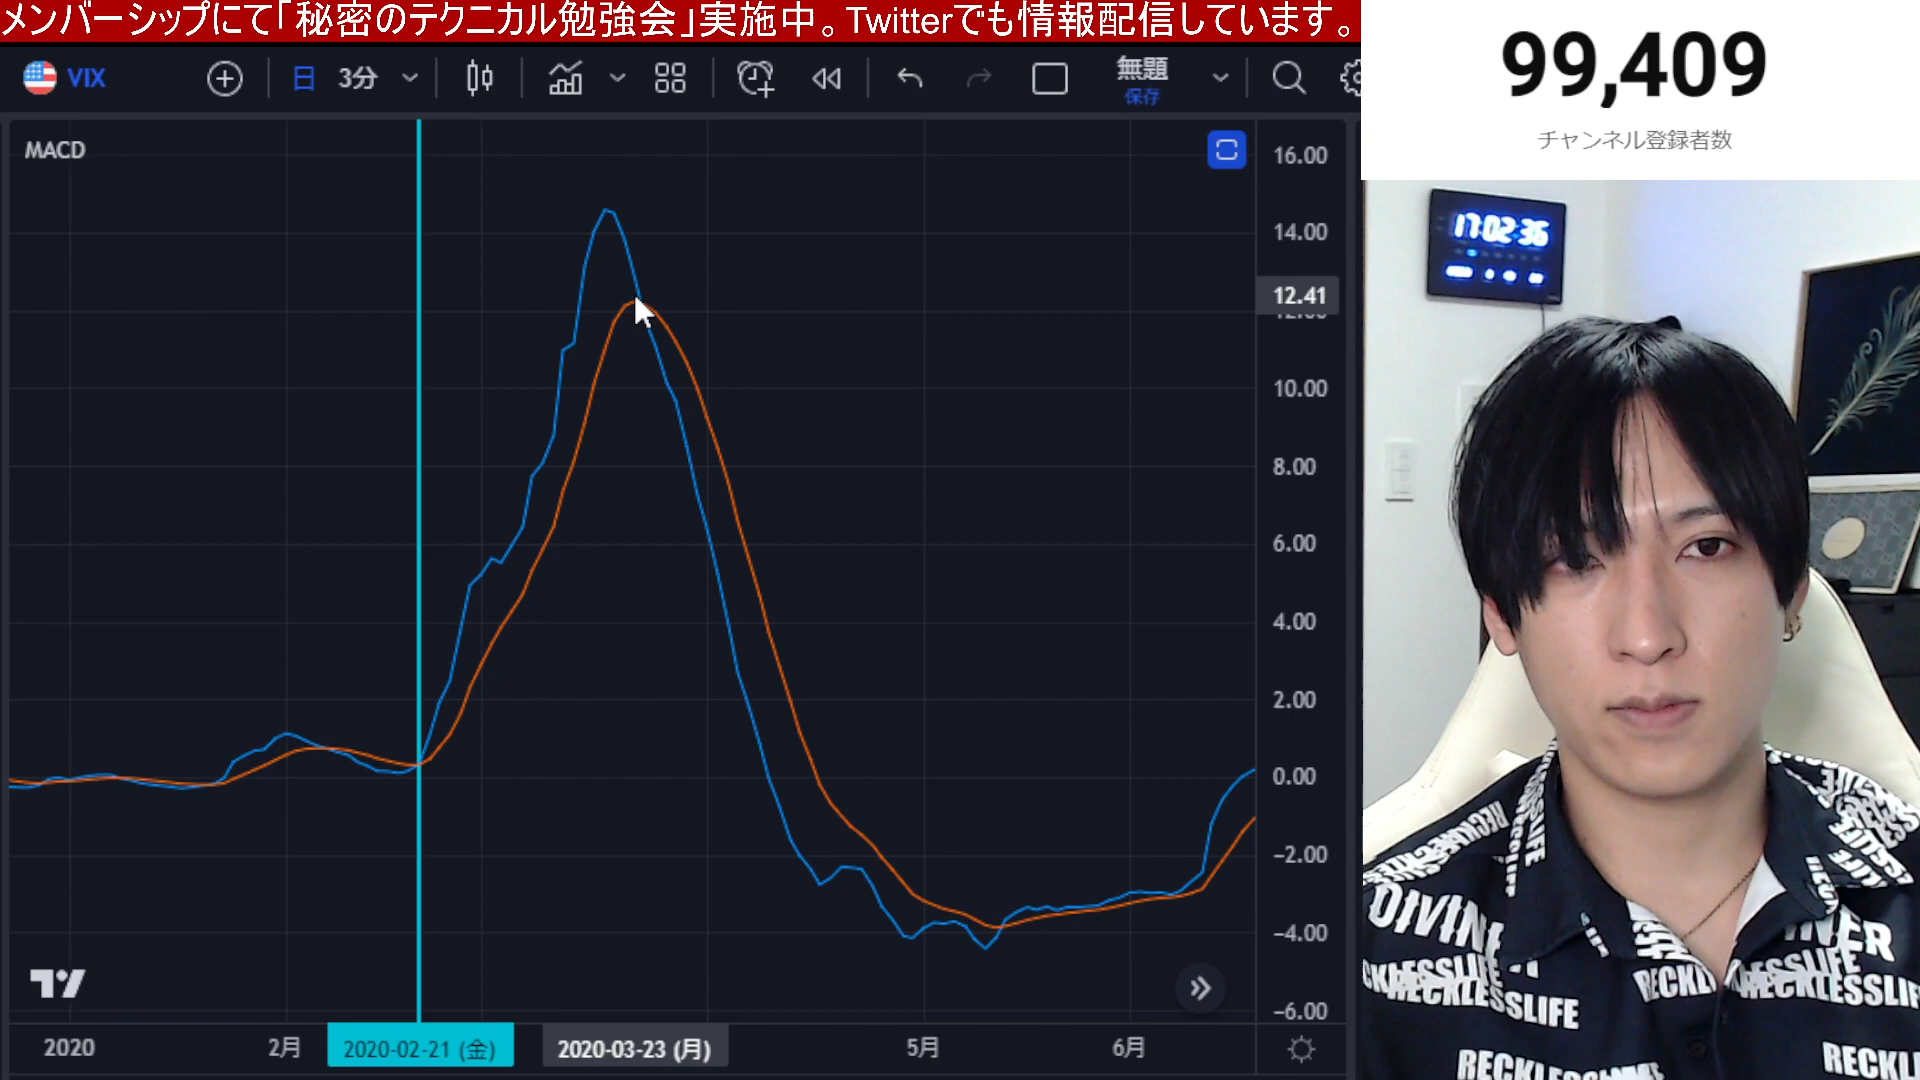 メンバーシップにて「秘密のテクニカル勉強会」実施中。Twitterでも情報配信しています。
99,409
チャンネル登録者数
VIX
日
3分
無題
保存
MACD
16.00
14.00
12.41
10.00
8.00
6.00
4.00
2.00
0.00
−2.00
−4.00
−6.00
2020
2月
2020-02-21 (金)
2020-03-23 (月)
5月
6月
17:02:36
DIVINER
RECKLESSLIFE
RECKLESSLIFE